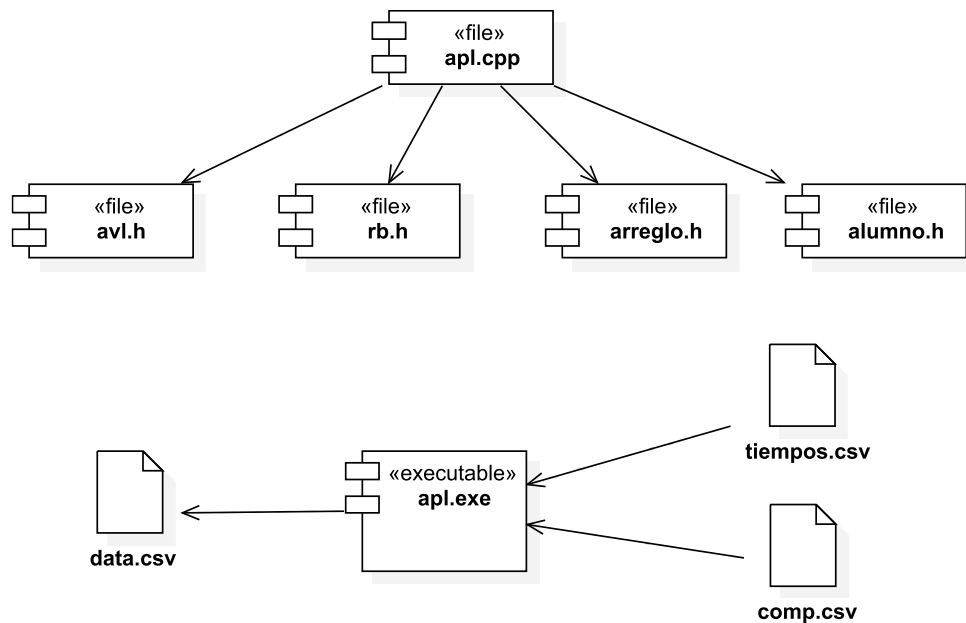 «file»
apl.cpp
«file»
avl.h
«file»
rb.h
«file»
arreglo.h
«file»
alumno.h
tiempos.csv
«executable»
apl.exe
data.csv
comp.csv